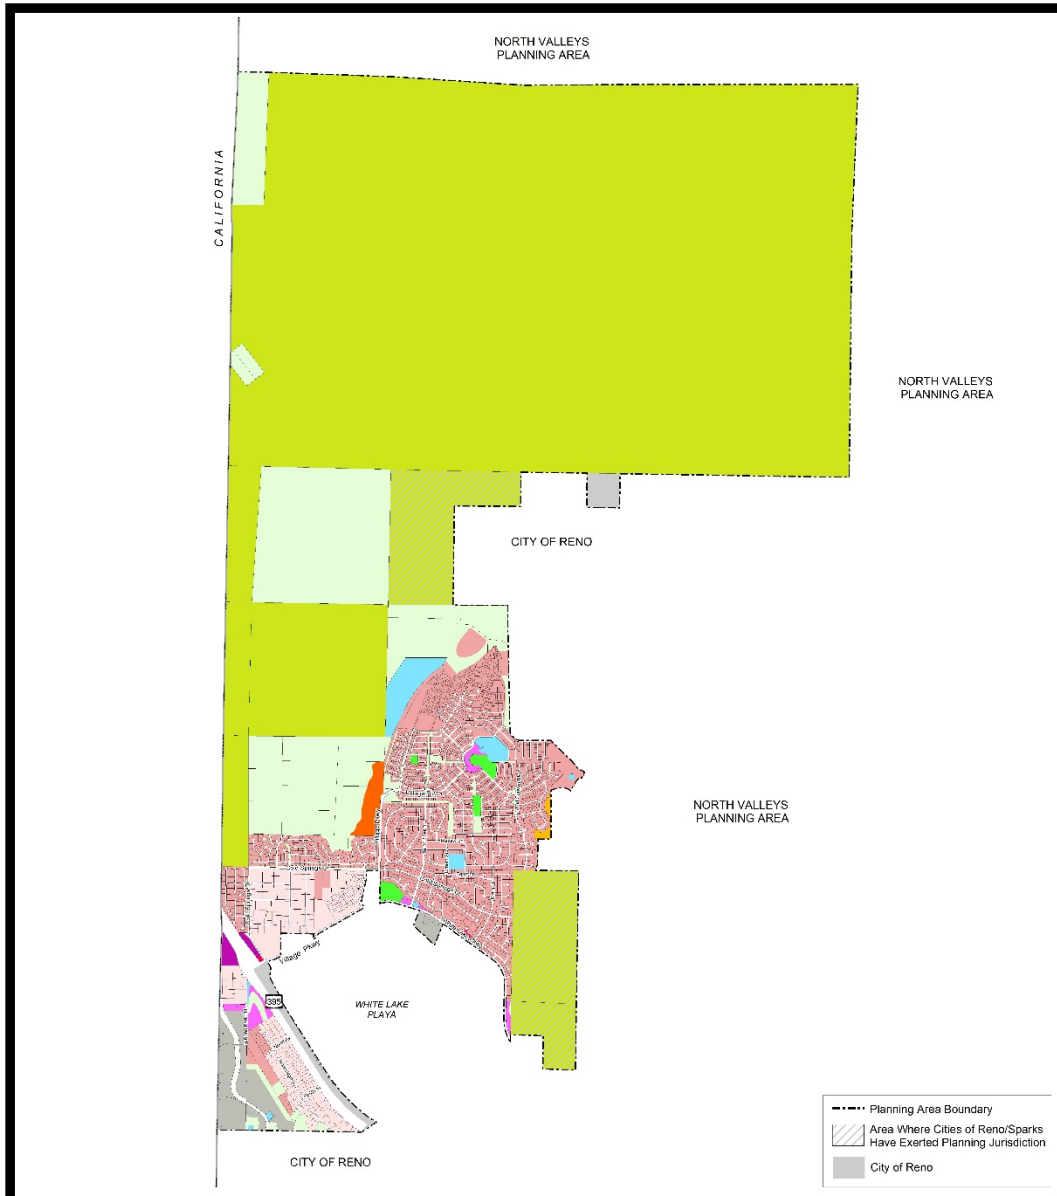 NORTH VALLEYS
PLANNING AREA
CALIFORNIA
NORTH VALLEYS
PLANNING AREA
CITY OF RENO
NORTH VALLEYS
PLANNING AREA
Village Pkwy
395
WHITE LAKE
PLAYA
CITY OF RENO
Planning Area Boundary
Area Where Cities of Reno/Sparks
Have Exerted Planning Jurisdiction
City of Reno